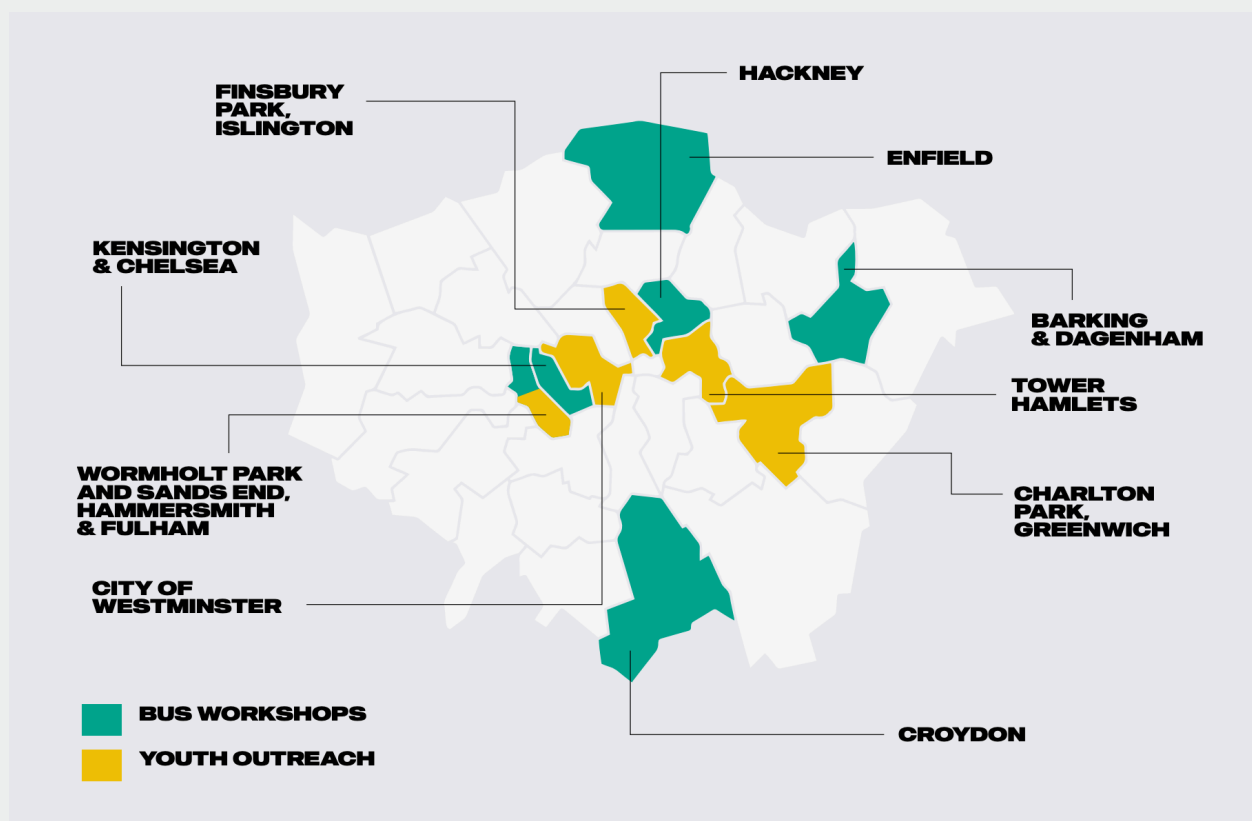 HACKNEY
FINSBURY
PARK,
ISLINGTON
ENFIELD
KENSINGTON
& CHELSEA
BARKING
& DAGENHAM
TOWER
HAMLETS
WORMHOLT PARK
AND SANDS END,
HAMMERSMITH
& FULHAM
CHARLTON
PARK,
GREENWICH
CITY OF
WESTMINSTER
BUS WORKSHOPS
CROYDON
YOUTH OUTREACH